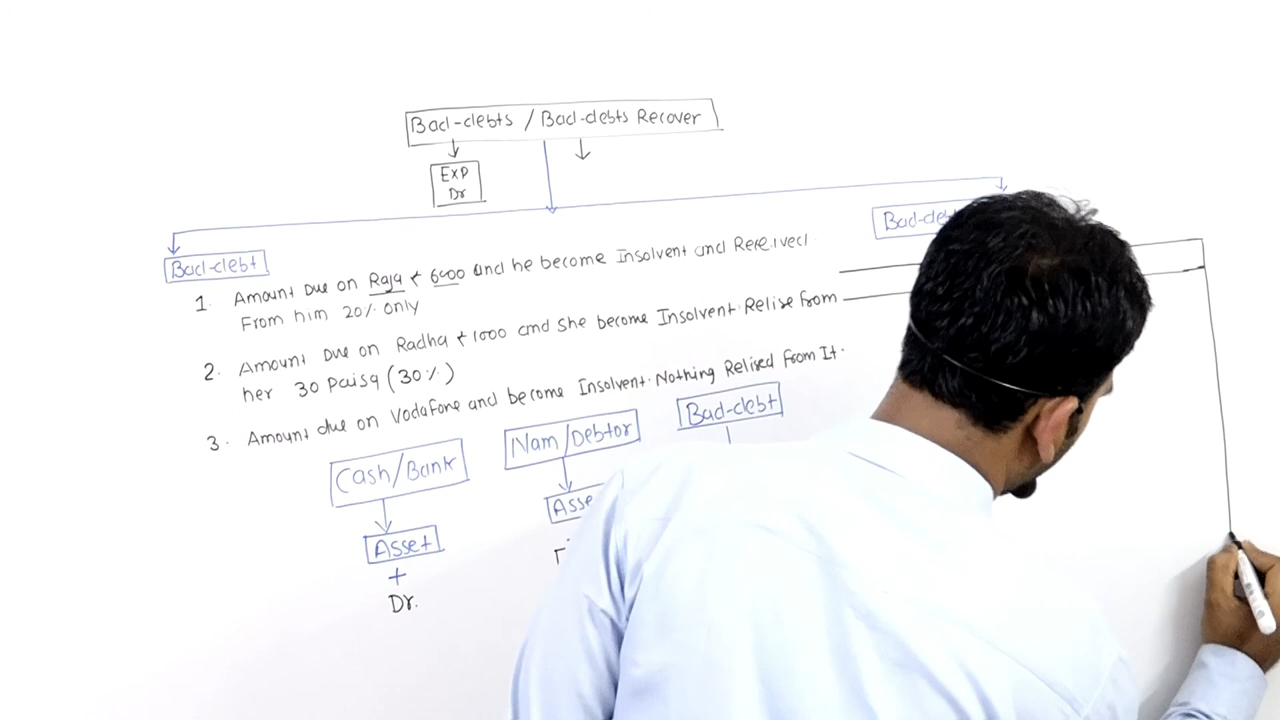 Bad-debts / Bad-debts Recover
Exp
Dr
Bad-debt
1. Amount Due on Raja ₹ 6000 and he become Insolvent and Received
From him 20% only
2. Amount Due on Radha ₹ 1000 and She become Insolvent. Relise from
her 30 Paisa (30%)
3. Amount due on Vodafone and become Insolvent. Nothing Relised From It.
Cash/Bank
Nam/Debtor
Bad-debt
Asset
+
Dr.